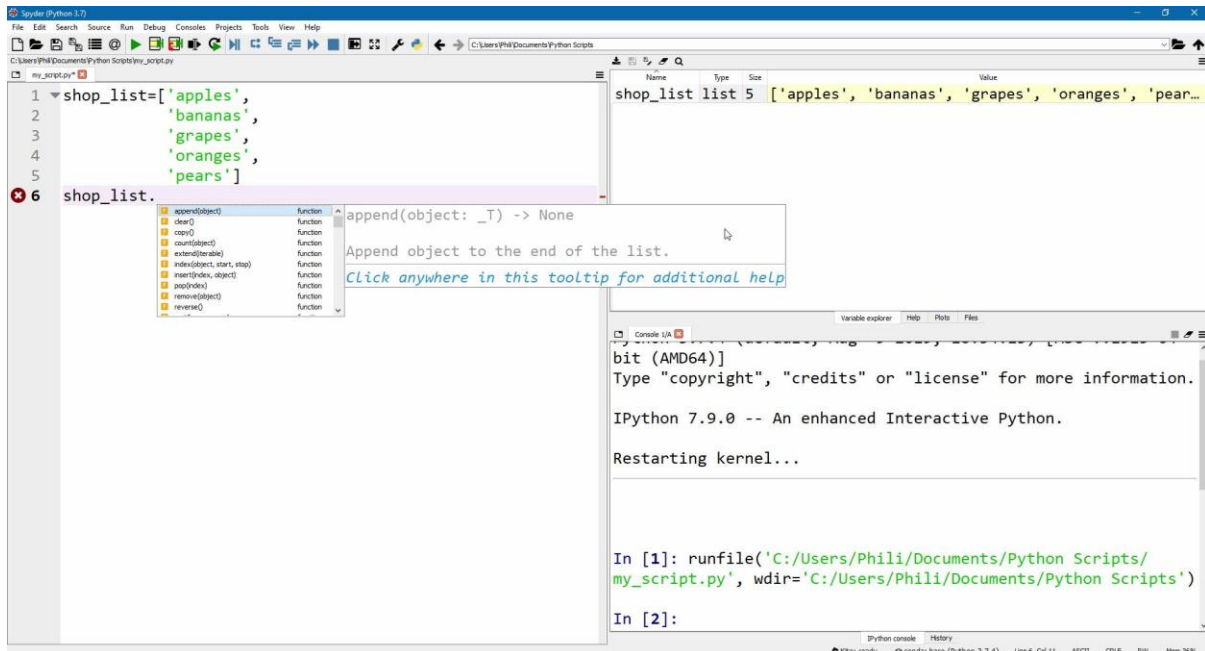 Spyder (Python 3.7)
File Edit Search Source Run Debug Consoles Projects Tools View Help
C:\Users\Phili\Documents\Python Scripts
C:\Users\Phili\Documents\Python Scripts\my_script.py
my_script.py*
1 shop_list=['apples',
2 'bananas',
3 'grapes',
4 'oranges',
5 'pears']
6 shop_list.
append(object) function
clear() function
copy() function
count(object) function
extend(iterable) function
index(object, start, stop) function
insert(index, object) function
pop(index) function
remove(object) function
reverse() function
append(object: _T) -> None
Append object to the end of the list.
Click anywhere in this tooltip for additional help
Name Type Size Value
shop_list list 5 ['apples', 'bananas', 'grapes', 'oranges', 'pear…
Variable explorer Help Plots Files
Console 1/A
bit (AMD64)]
Type "copyright", "credits" or "license" for more information.
IPython 7.9.0 -- An enhanced Interactive Python.
Restarting kernel...
In [1]: runfile('C:/Users/Phili/Documents/Python Scripts/
my_script.py', wdir='C:/Users/Phili/Documents/Python Scripts')
In [2]:
IPython console History